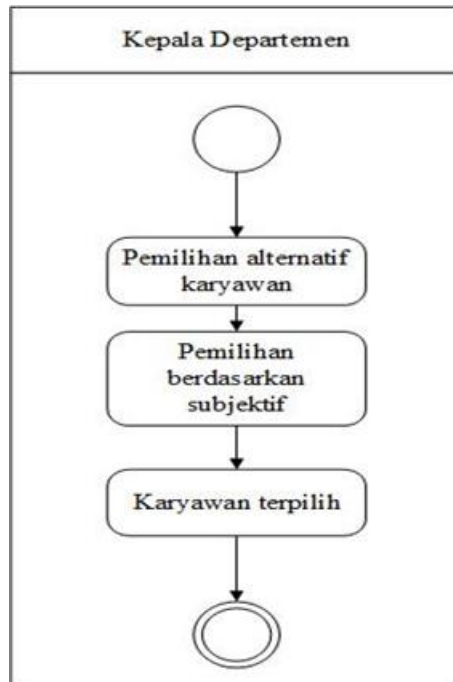 Kepala Departemen
Pemilihan alternatif
karyawan
Pemilihan
berdasarkan
subjektif
Karyawan terpilih